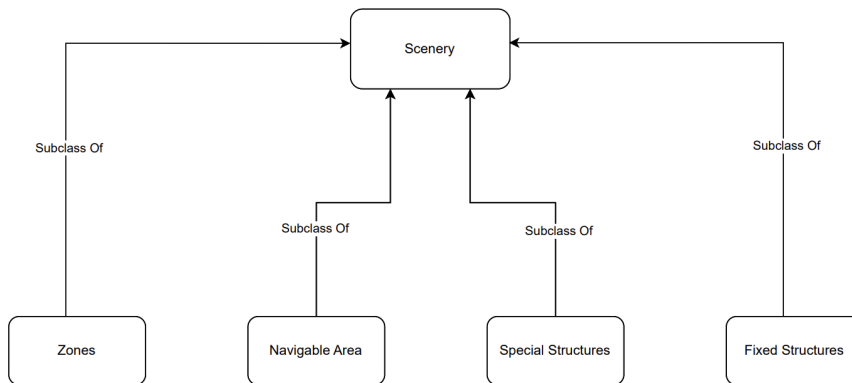 Scenery
Subclass Of
Subclass Of
Subclass Of
Subclass Of
Zones
Navigable Area
Special Structures
Fixed Structures